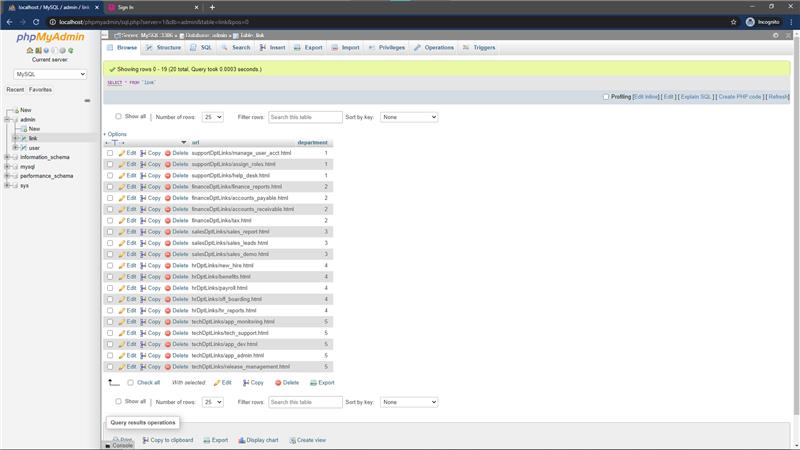 localhost / MySQL / admin / link | ×
Sign In ×
localhost/phpmyadmin/sql.php?server=1&db=admin&table=link&pos=0
Incognito
phpMyAdmin
Current server:
MySQL
Recent Favorites
New
admin
New
link
user
information_schema
mysql
performance_schema
sys
Server: MySQL:3306 » Database: admin » Table: link
Browse Structure SQL Search Insert Export Import Privileges Operations Triggers
Showing rows 0 - 19 (20 total, Query took 0.0003 seconds.)
SELECT * FROM `link`
Profiling [Edit inline] [ Edit ] [ Explain SQL ] [ Create PHP code ] [ Refresh]
Show all | Number of rows: 25 Filter rows: Search this table Sort by key: None
+ Options
←T→ ▼ url department
Edit Copy Delete supportDptLinks/manage_user_acct.html 1
Edit Copy Delete supportDptLinks/assign_roles.html 1
Edit Copy Delete supportDptLinks/help_desk.html 1
Edit Copy Delete financeDptLinks/finance_reports.html 2
Edit Copy Delete financeDptLinks/accounts_payable.html 2
Edit Copy Delete financeDptLinks/accounts_receivable.html 2
Edit Copy Delete financeDptLinks/tax.html 2
Edit Copy Delete salesDptLinks/sales_report.html 3
Edit Copy Delete salesDptLinks/sales_leads.html 3
Edit Copy Delete salesDptLinks/sales_demo.html 3
Edit Copy Delete hrDptLinks/new_hire.html 4
Edit Copy Delete hrDptLinks/benefits.html 4
Edit Copy Delete hrDptLinks/payroll.html 4
Edit Copy Delete hrDptLinks/off_boarding.html 4
Edit Copy Delete hrDptLinks/hr_reports.html 4
Edit Copy Delete techDptLinks/app_monitoring.html 5
Edit Copy Delete techDptLinks/tech_support.html 5
Edit Copy Delete techDptLinks/app_dev.html 5
Edit Copy Delete techDptLinks/app_admin.html 5
Edit Copy Delete techDptLinks/release_management.html 5
Check all With selected: Edit Copy Delete Export
Show all | Number of rows: 25 Filter rows: Search this table Sort by key: None
Query results operations
Print Copy to clipboard Export Display chart Create view
Console